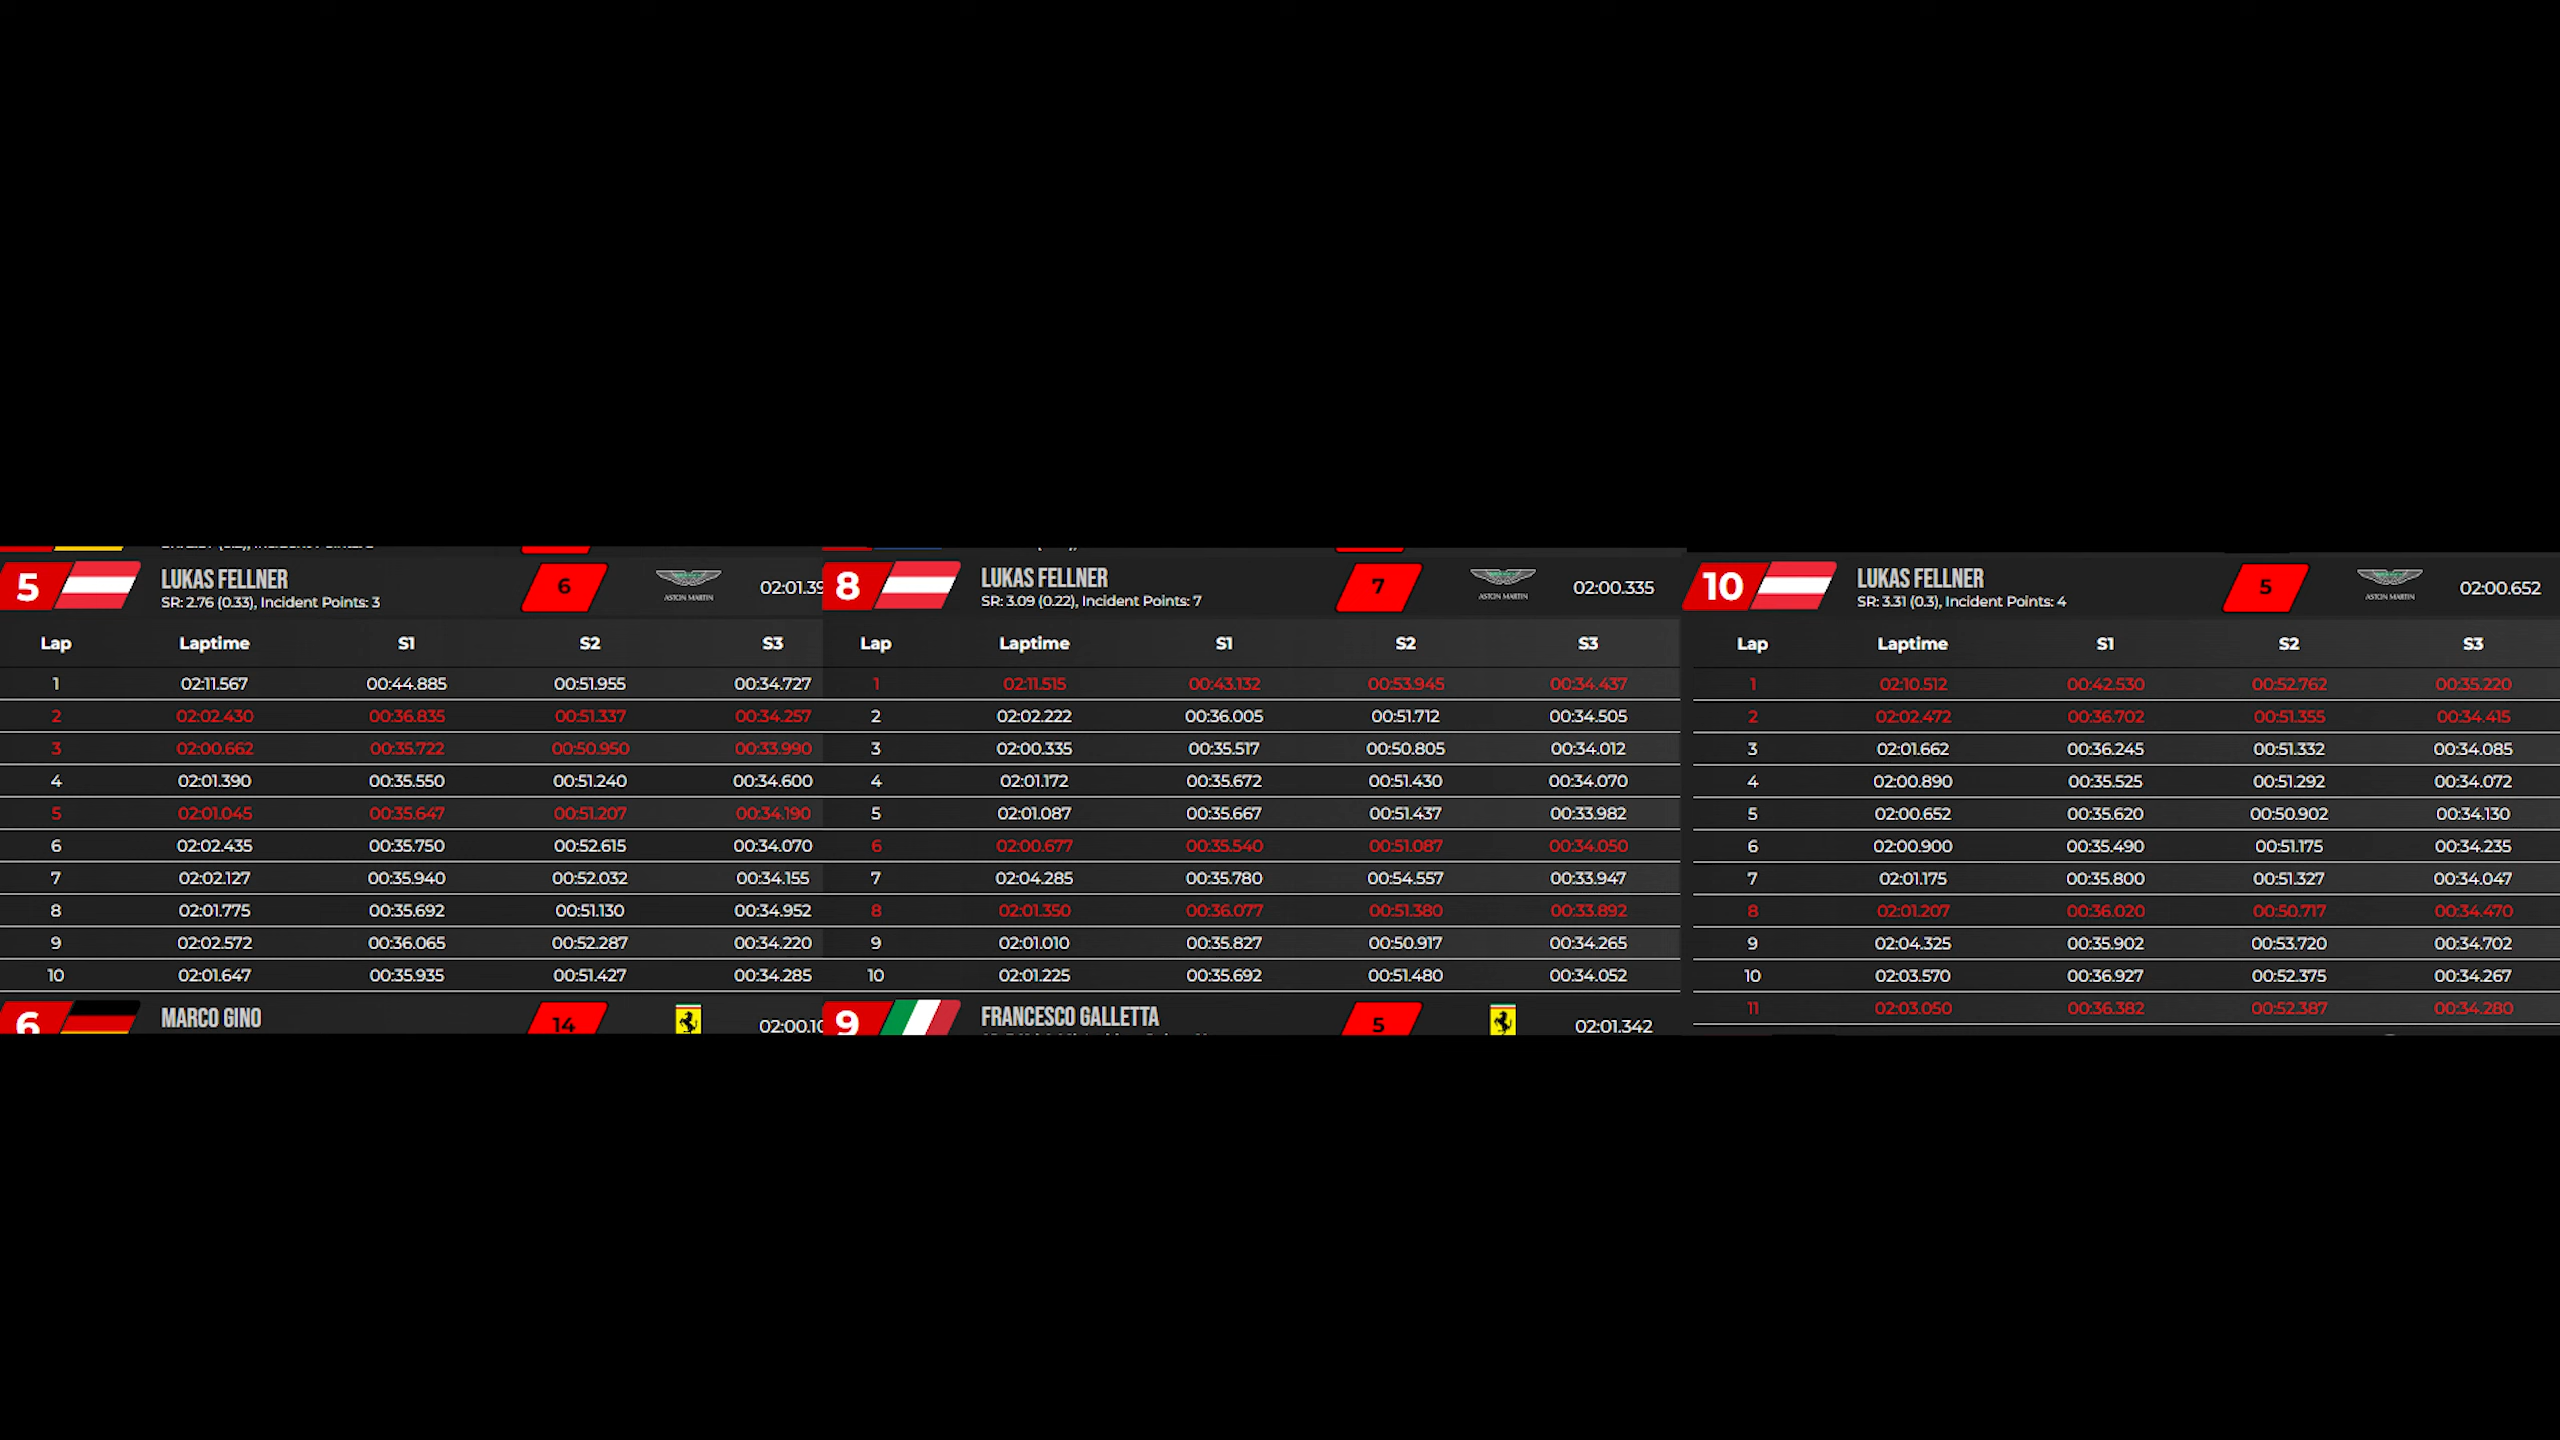 5 LUKAS FELLNER 6 ASTON MARTIN 02:01.39
SR: 2.76 (0.33), Incident Points: 3
Lap Laptime S1 S2 S3
1 02:11.567 00:44.885 00:51.955 00:34.727
2 02:02.430 00:36.835 00:51.337 00:34.257
3 02:00.662 00:35.722 00:50.950 00:33.990
4 02:01.390 00:35.550 00:51.240 00:34.600
5 02:01.045 00:35.647 00:51.207 00:34.190
6 02:02.435 00:35.750 00:52.615 00:34.070
7 02:02.127 00:35.940 00:52.032 00:34.155
8 02:01.775 00:35.692 00:51.130 00:34.952
9 02:02.572 00:36.065 00:52.287 00:34.220
10 02:01.647 00:35.935 00:51.427 00:34.285
6 MARCO GINO 14 02:00.10
8 LUKAS FELLNER 7 ASTON MARTIN 02:00.335
SR: 3.09 (0.22), Incident Points: 7
Lap Laptime S1 S2 S3
1 02:11.515 00:43.132 00:53.945 00:34.437
2 02:02.222 00:36.005 00:51.712 00:34.505
3 02:00.335 00:35.517 00:50.805 00:34.012
4 02:01.172 00:35.672 00:51.430 00:34.070
5 02:01.087 00:35.667 00:51.437 00:33.982
6 02:00.677 00:35.540 00:51.087 00:34.050
7 02:04.285 00:35.780 00:54.557 00:33.947
8 02:01.350 00:36.077 00:51.380 00:33.892
9 02:01.010 00:35.827 00:50.917 00:34.265
10 02:01.225 00:35.692 00:51.480 00:34.052
9 FRANCESCO GALLETTA 5 02:01.342
10 LUKAS FELLNER 5 ASTON MARTIN 02:00.652
SR: 3.31 (0.3), Incident Points: 4
Lap Laptime S1 S2 S3
1 02:10.512 00:42.530 00:52.762 00:35.220
2 02:02.472 00:36.702 00:51.355 00:34.415
3 02:01.662 00:36.245 00:51.332 00:34.085
4 02:00.890 00:35.525 00:51.292 00:34.072
5 02:00.652 00:35.620 00:50.902 00:34.130
6 02:00.900 00:35.490 00:51.175 00:34.235
7 02:01.175 00:35.800 00:51.327 00:34.047
8 02:01.207 00:36.020 00:50.717 00:34.470
9 02:04.325 00:35.902 00:53.720 00:34.702
10 02:03.570 00:36.927 00:52.375 00:34.267
11 02:03.050 00:36.382 00:52.387 00:34.280